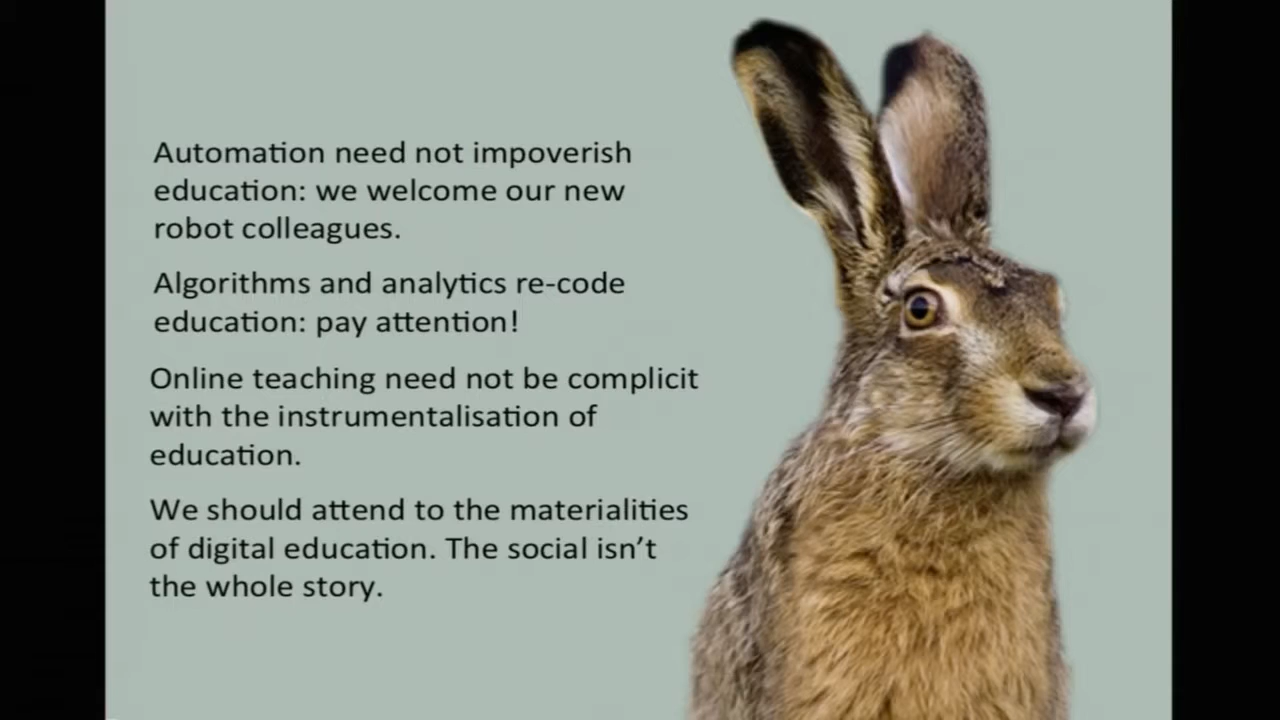 Automation need not impoverish
education: we welcome our new
robot colleagues.
Algorithms and analytics re-code
education: pay attention!
Online teaching need not be complicit
with the instrumentalisation of
education.
We should attend to the materialities
of digital education. The social isn’t
the whole story.